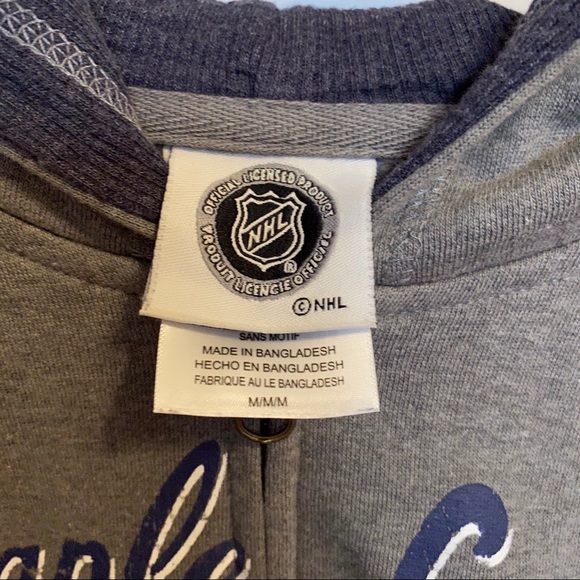 OFFICIAL LICENSED PRODUCT
NHL
®
PRODUIT LICENCIÉ OFFICIEL
© NHL
SANS MOTIF
MADE IN BANGLADESH
HECHO EN BANGLADESH
FABRIQUE AU LE BANGLADESH
M/M/M